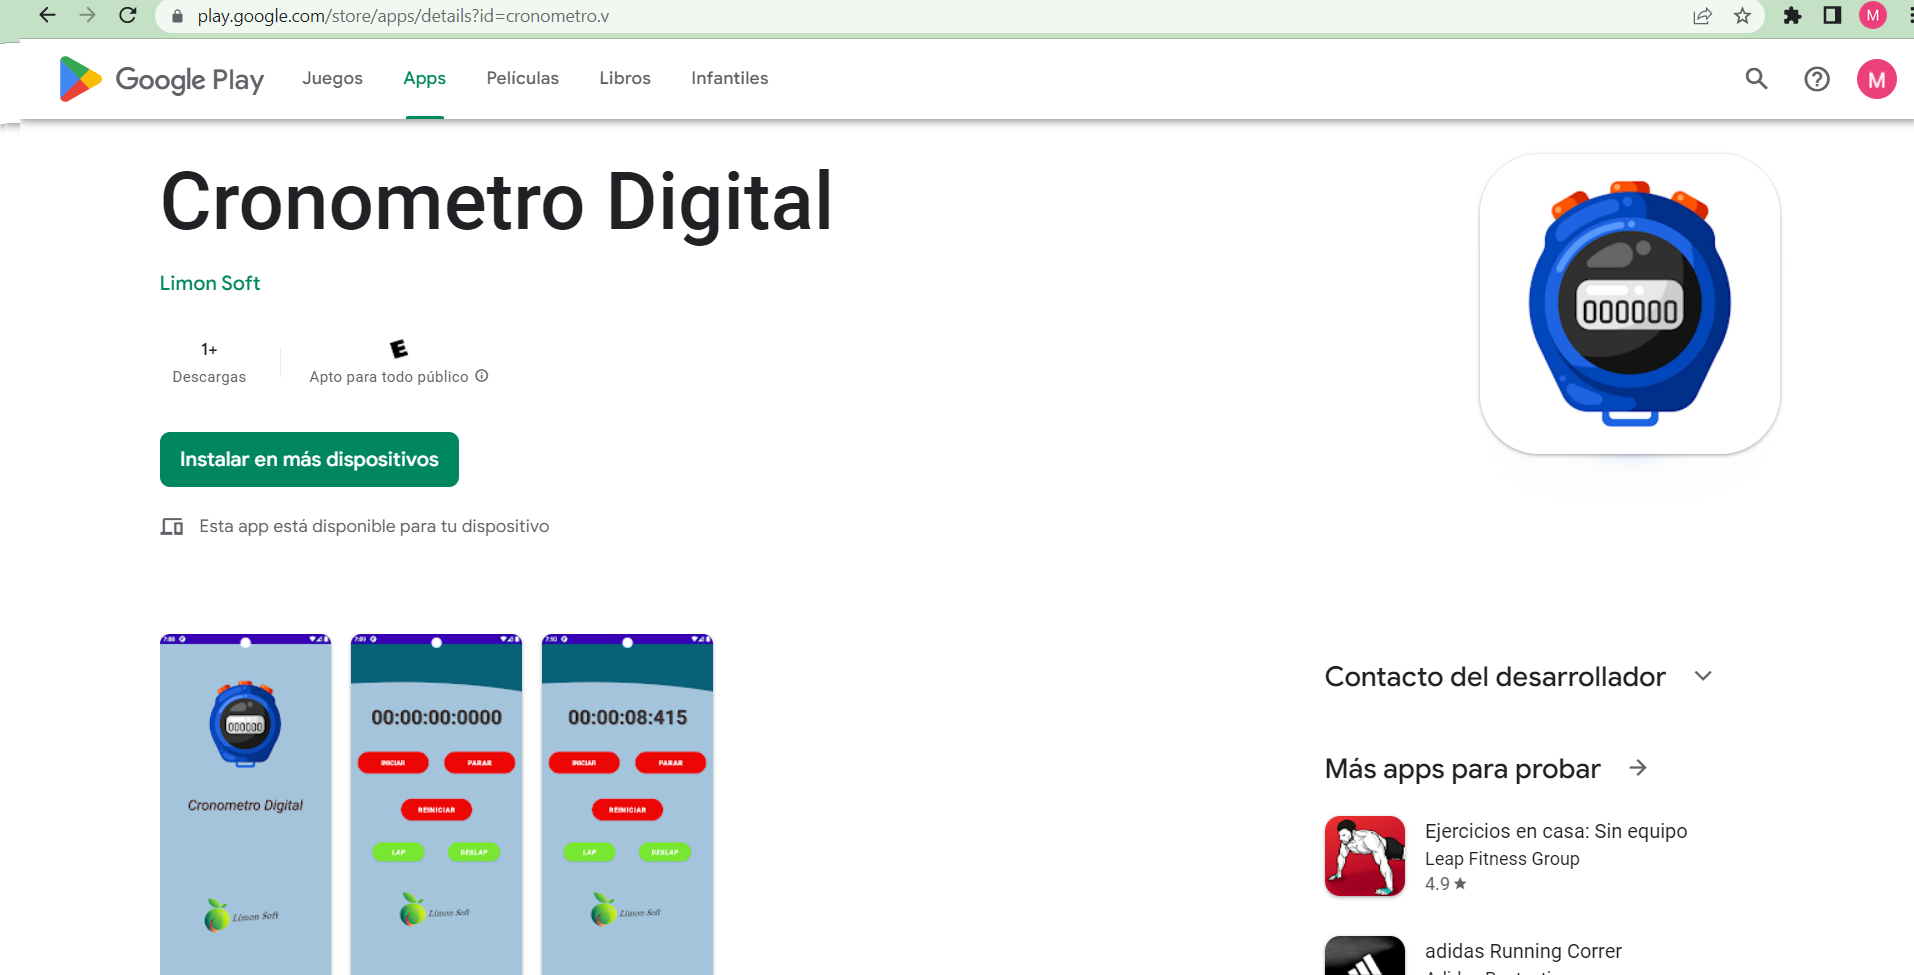 play.google.com/store/apps/details?id=cronometro.v
M
Google Play
Juegos
Apps
Películas
Libros
Infantiles
M
Cronometro Digital
Limon Soft
1+
Descargas
E
Apto para todo público
Instalar en más dispositivos
Esta app está disponible para tu dispositivo
000000
000000
Cronometro Digital
Limon Soft
7:09
00:00:00:0000
INICIAR
PARAR
REINICIAR
LAP
DESLAP
Limon Soft
7:10
00:00:08:415
INICIAR
PARAR
REINICIAR
LAP
DESLAP
Limon Soft
Contacto del desarrollador
Más apps para probar
Ejercicios en casa: Sin equipo
Leap Fitness Group
4.9
adidas Running Correr